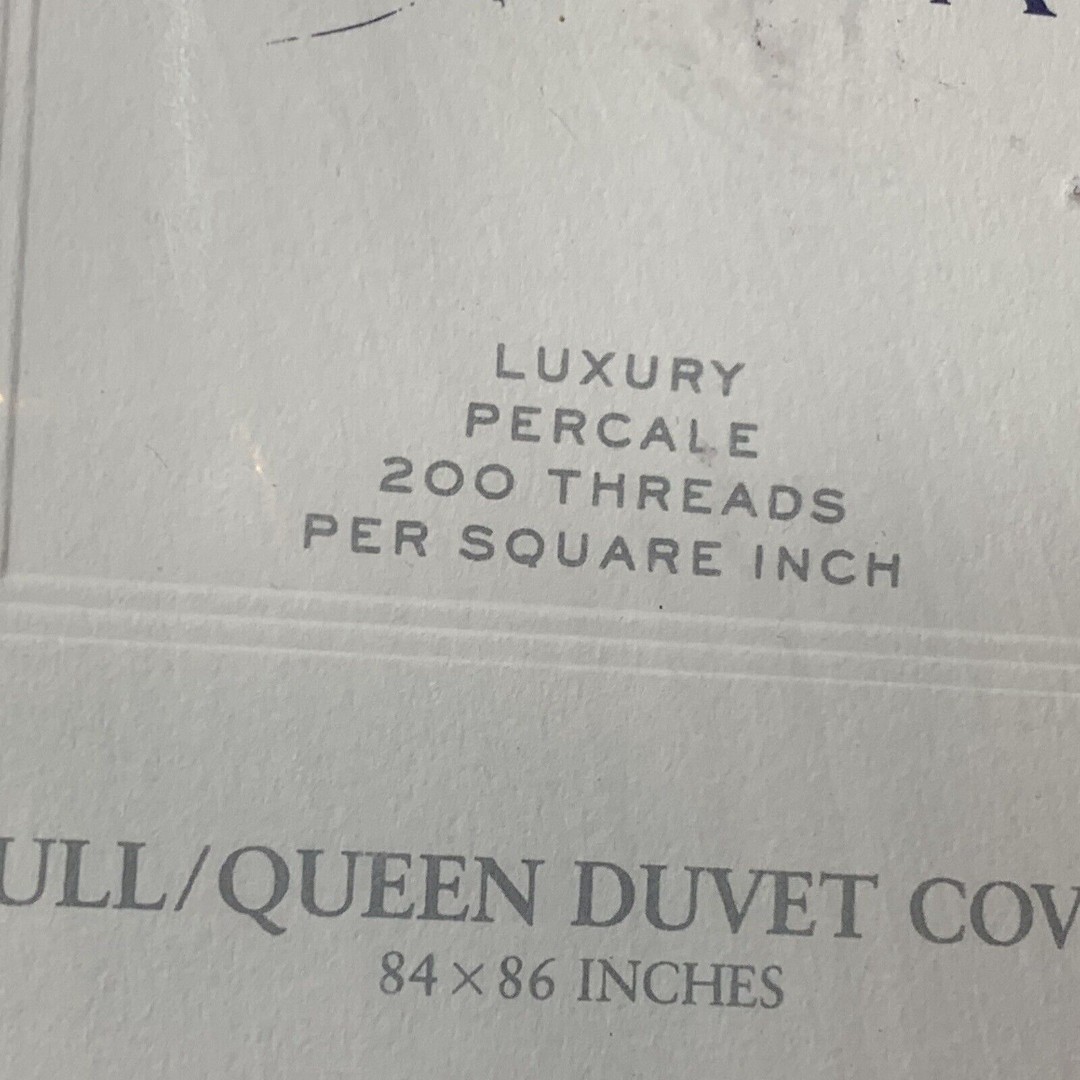 LUXURY
PERCALE
200 THREADS
PER SQUARE INCH
ULL/QUEEN DUVET COV
84 × 86 INCHES